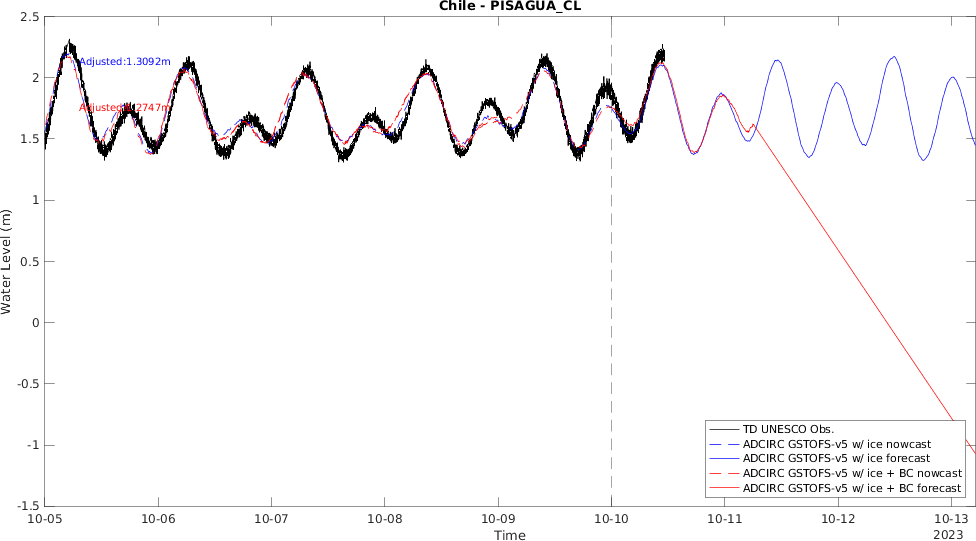 Chile - PISAGUA_CL
2.5
2
1.5
1
0.5
0
-0.5
-1
-1.5
Water Level (m)
Adjusted:1.3092m
10-05
10-06
10-07
10-08
10-09
10-10
10-11
10-12
10-13
Time
2023
TD UNESCO Obs.
ADCIRC GSTOFS-v5 w/ ice nowcast
ADCIRC GSTOFS-v5 w/ ice forecast
ADCIRC GSTOFS-v5 w/ ice + BC nowcast
ADCIRC GSTOFS-v5 w/ ice + BC forecast